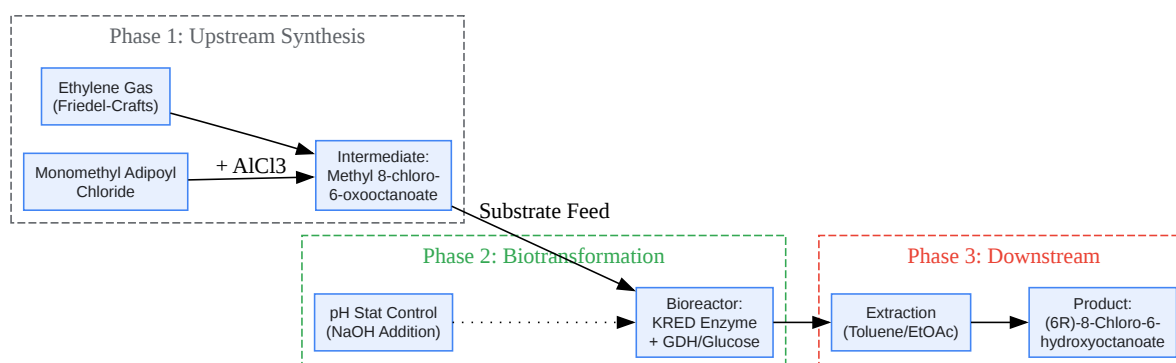 Phase 1: Upstream Synthesis
Ethylene Gas
(Friedel-Crafts)
Monomethyl Adipoyl
Chloride
+ AlCl3
Intermediate:
Methyl 8-chloro-
6-oxooctanoate
Substrate Feed
Phase 2: Biotransformation
pH Stat Control
(NaOH Addition)
Bioreactor:
KRED Enzyme
+ GDH/Glucose
Phase 3: Downstream
Extraction
(Toluene/EtOAc)
Product:
(6R)-8-Chloro-6-
hydroxyoctanoate